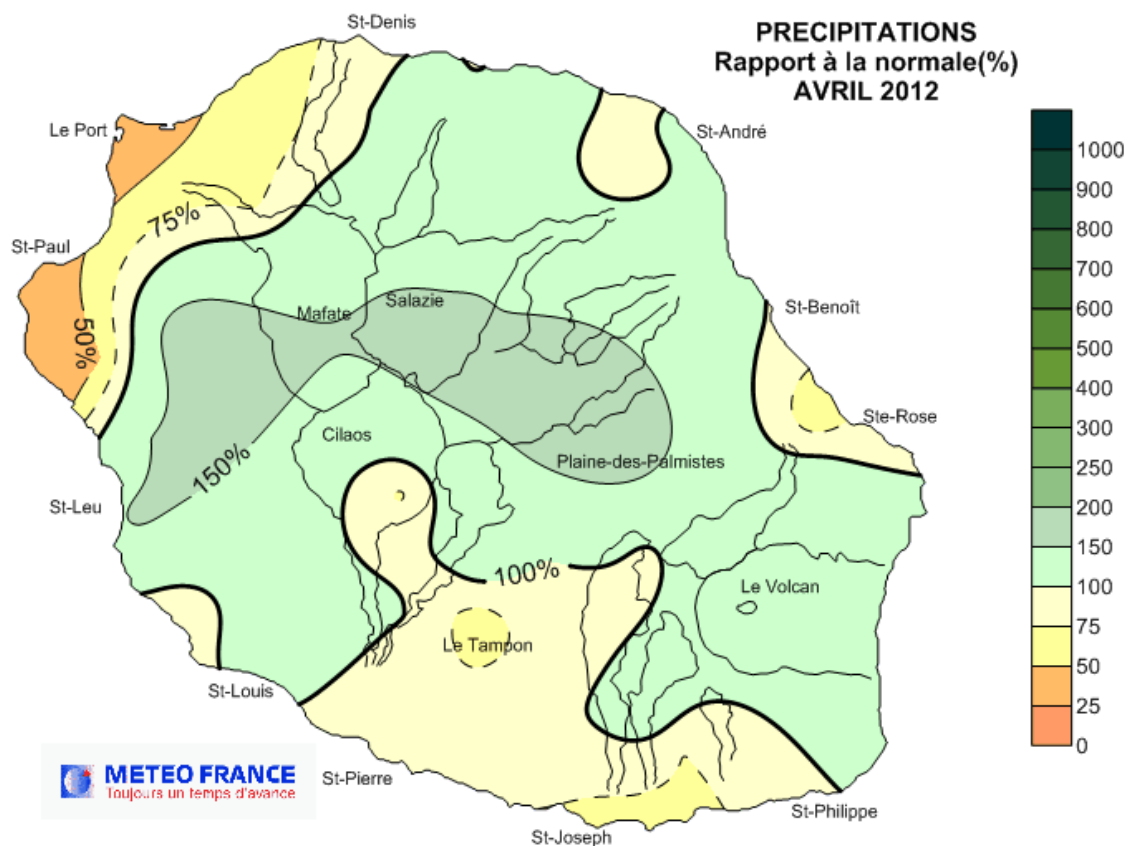 PRECIPITATIONS
Rapport à la normale(%)
AVRIL 2012
St-Denis
Le Port
St-André
75%
St-Paul
Salazie
Mafate
St-Benoît
50%
Ste-Rose
Cilaos
Plaine-des-Palmistes
150%
St-Leu
100%
Le Volcan
Le Tampon
St-Louis
St-Pierre
St-Philippe
St-Joseph
1000
900
800
700
600
500
400
300
250
200
150
100
75
50
25
0
METEO FRANCE
Toujours un temps d'avance